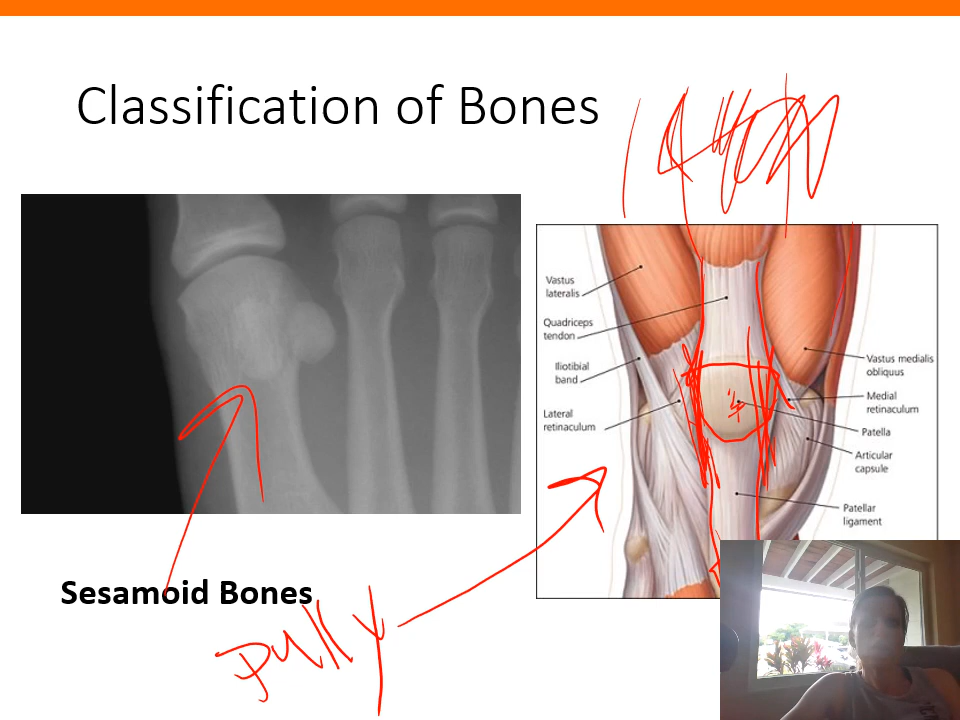 Classification of Bones
Vastus
lateralis
Quadriceps
tendon
Iliotibial
band
Lateral
retinaculum
Vastus medialis
obliquus
Medial
retinaculum
Patella
Articular
capsule
Patellar
ligament
Sesamoid Bones
pully